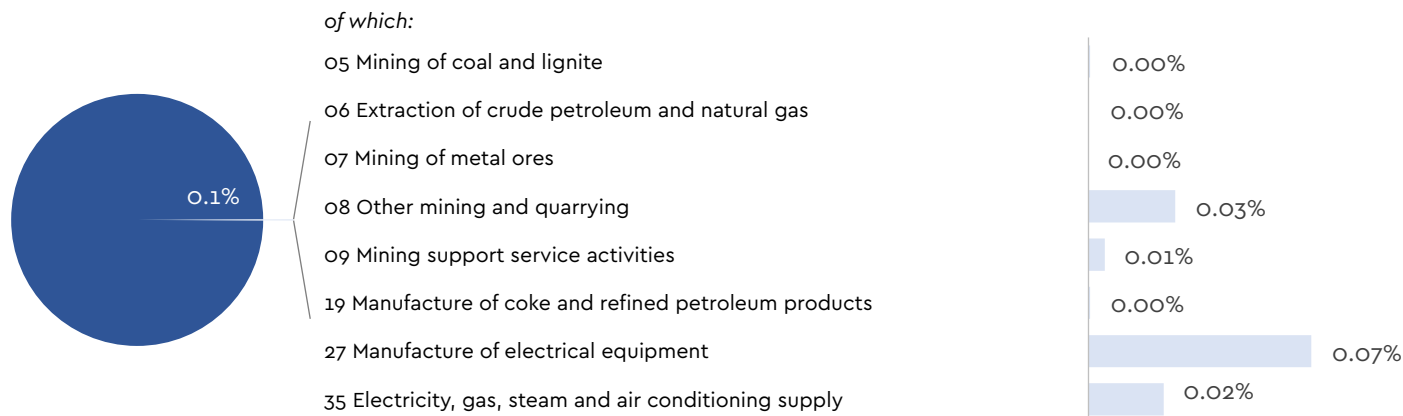 of which:
05 Mining of coal and lignite 0.00%
06 Extraction of crude petroleum and natural gas 0.00%
07 Mining of metal ores 0.00%
0.1%
08 Other mining and quarrying 0.03%
09 Mining support service activities 0.01%
19 Manufacture of coke and refined petroleum products 0.00%
27 Manufacture of electrical equipment 0.07%
35 Electricity, gas, steam and air conditioning supply 0.02%